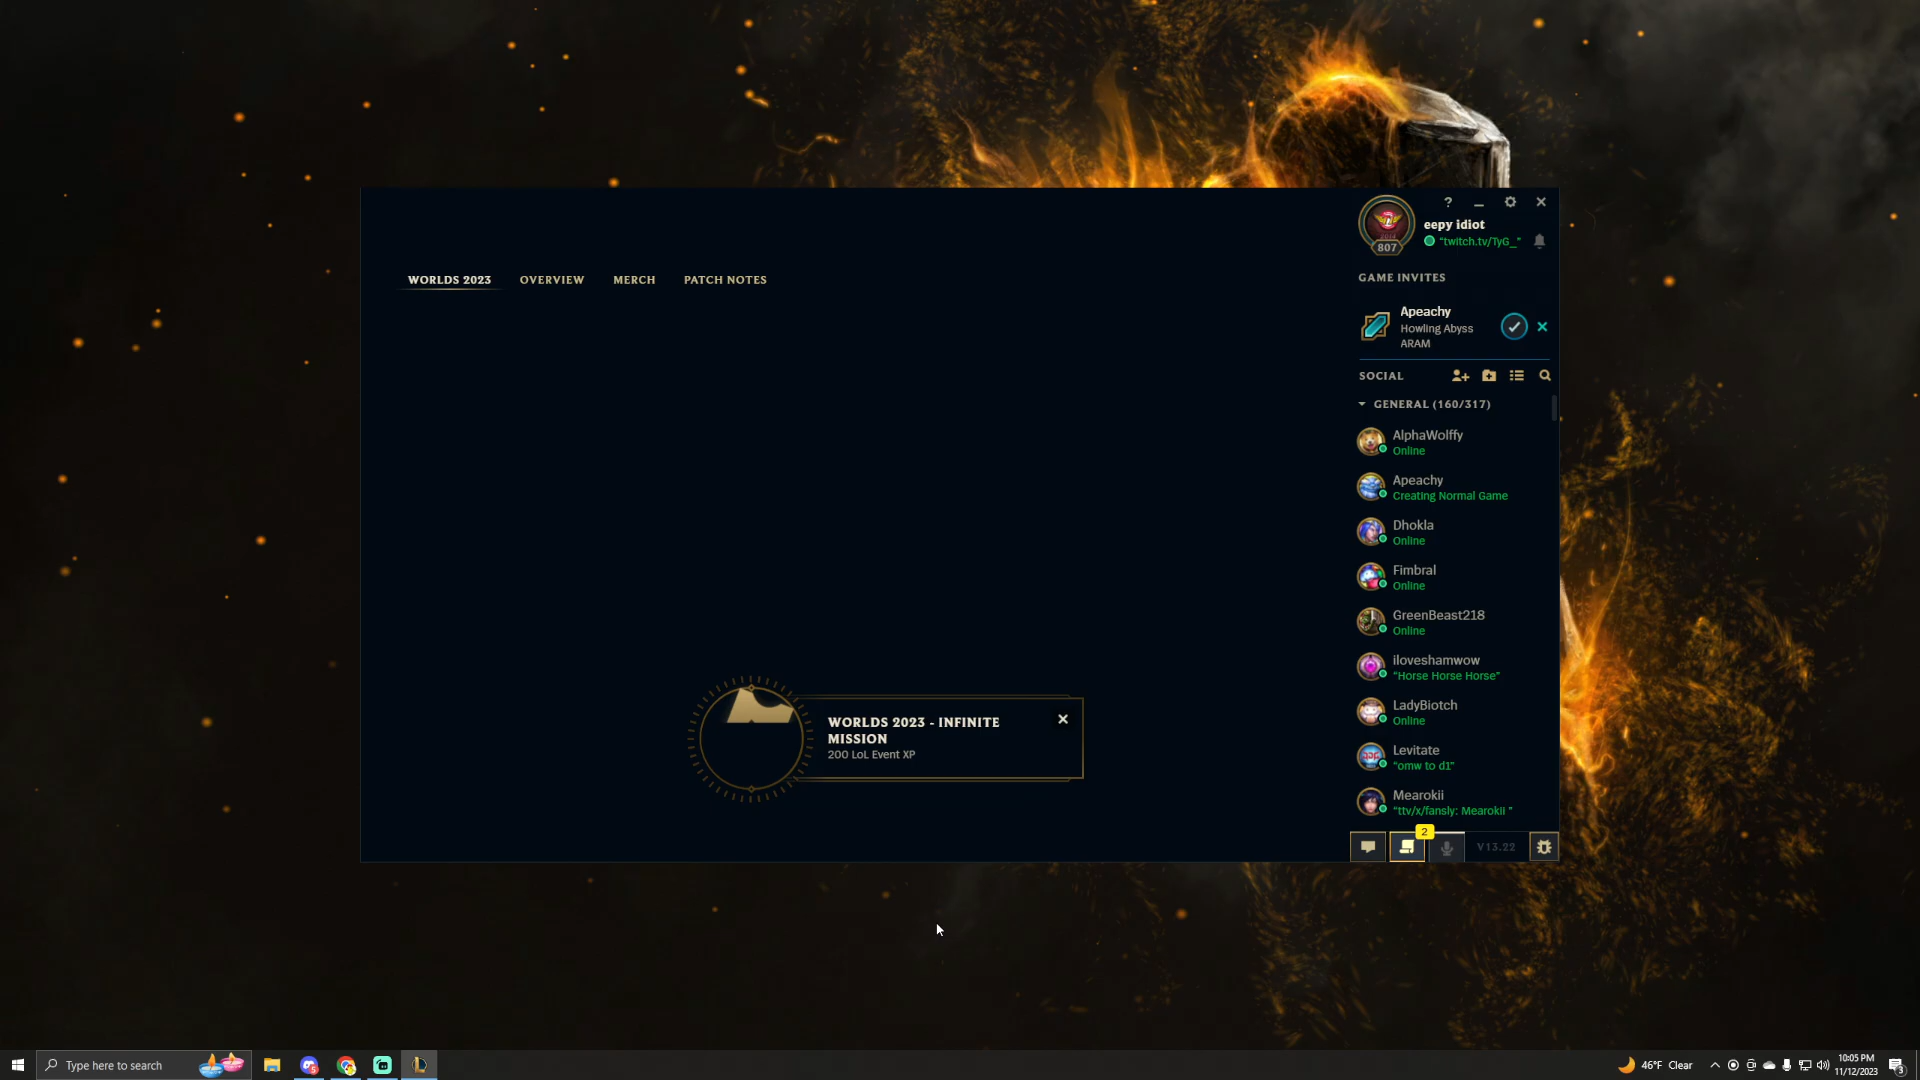 ?
eepy idiot
807
"twitch.tv/TyG_"
WORLDS 2023 OVERVIEW MERCH PATCH NOTES
GAME INVITES
Apeachy
Howling Abyss
ARAM
SOCIAL
GENERAL (160/317)
AlphaWolffy
Online
Apeachy
Creating Normal Game
Dhokla
Online
Fimbral
Online
GreenBeast218
Online
iloveshamwow
"Horse Horse Horse"
LadyBiotch
Online
Levitate
"omw to d1"
Mearokii
"ttv/x/fansly: Mearokii "
WORLDS 2023 - INFINITE
MISSION
200 LoL Event XP
2
V13.22
Type here to search
46°F Clear
10:05 PM
11/12/2023
3